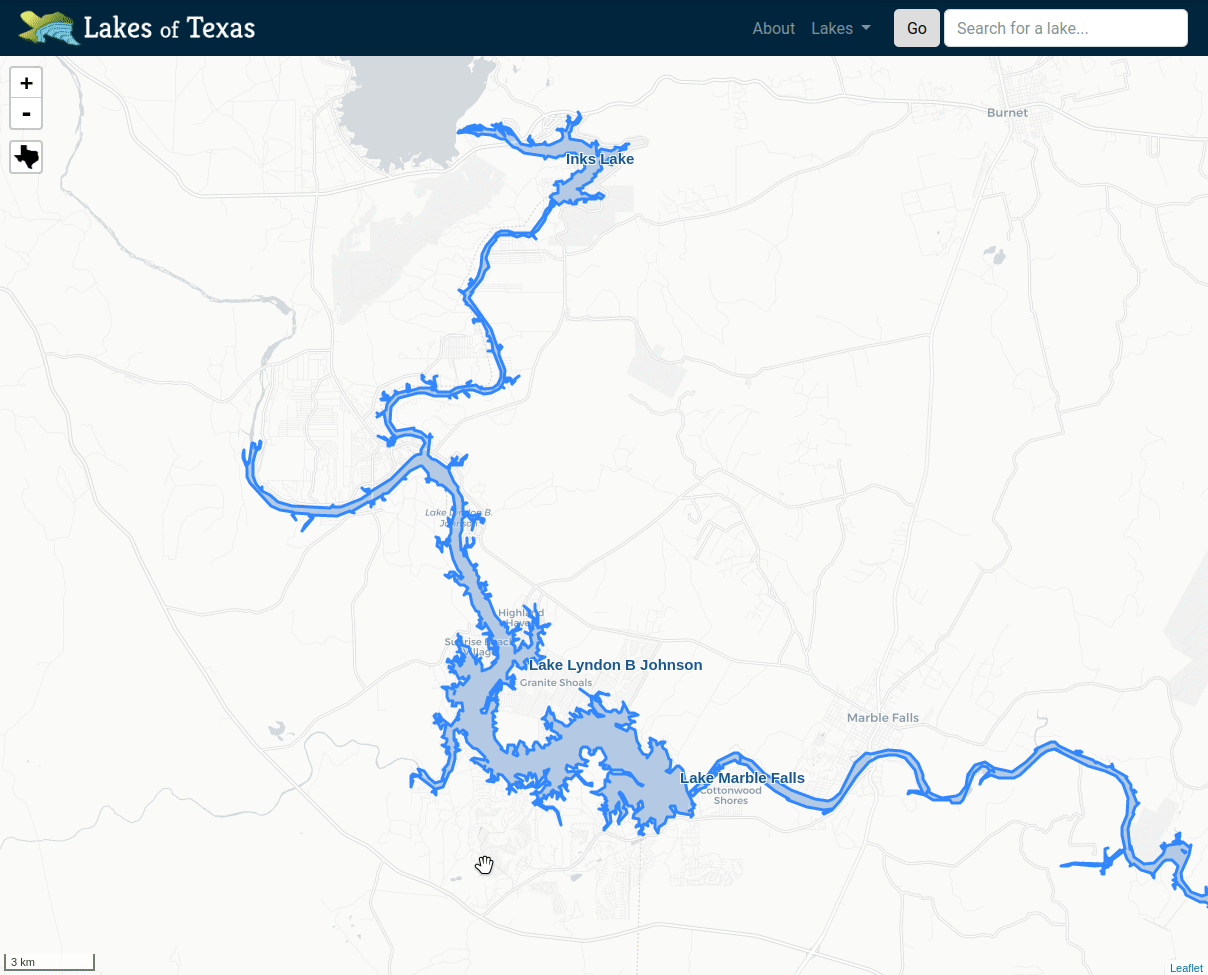 Lakes of Texas
About
Lakes
Go
Search for a lake...
+
-
Burnet
Inks Lake
Lake Lyndon B.
Johnson
Highland
Haven
Sunrise Beach
Village
Lake Lyndon B Johnson
Granite Shoals
Marble Falls
Lake Marble Falls
Cottonwood
Shores
3 km
Leaflet